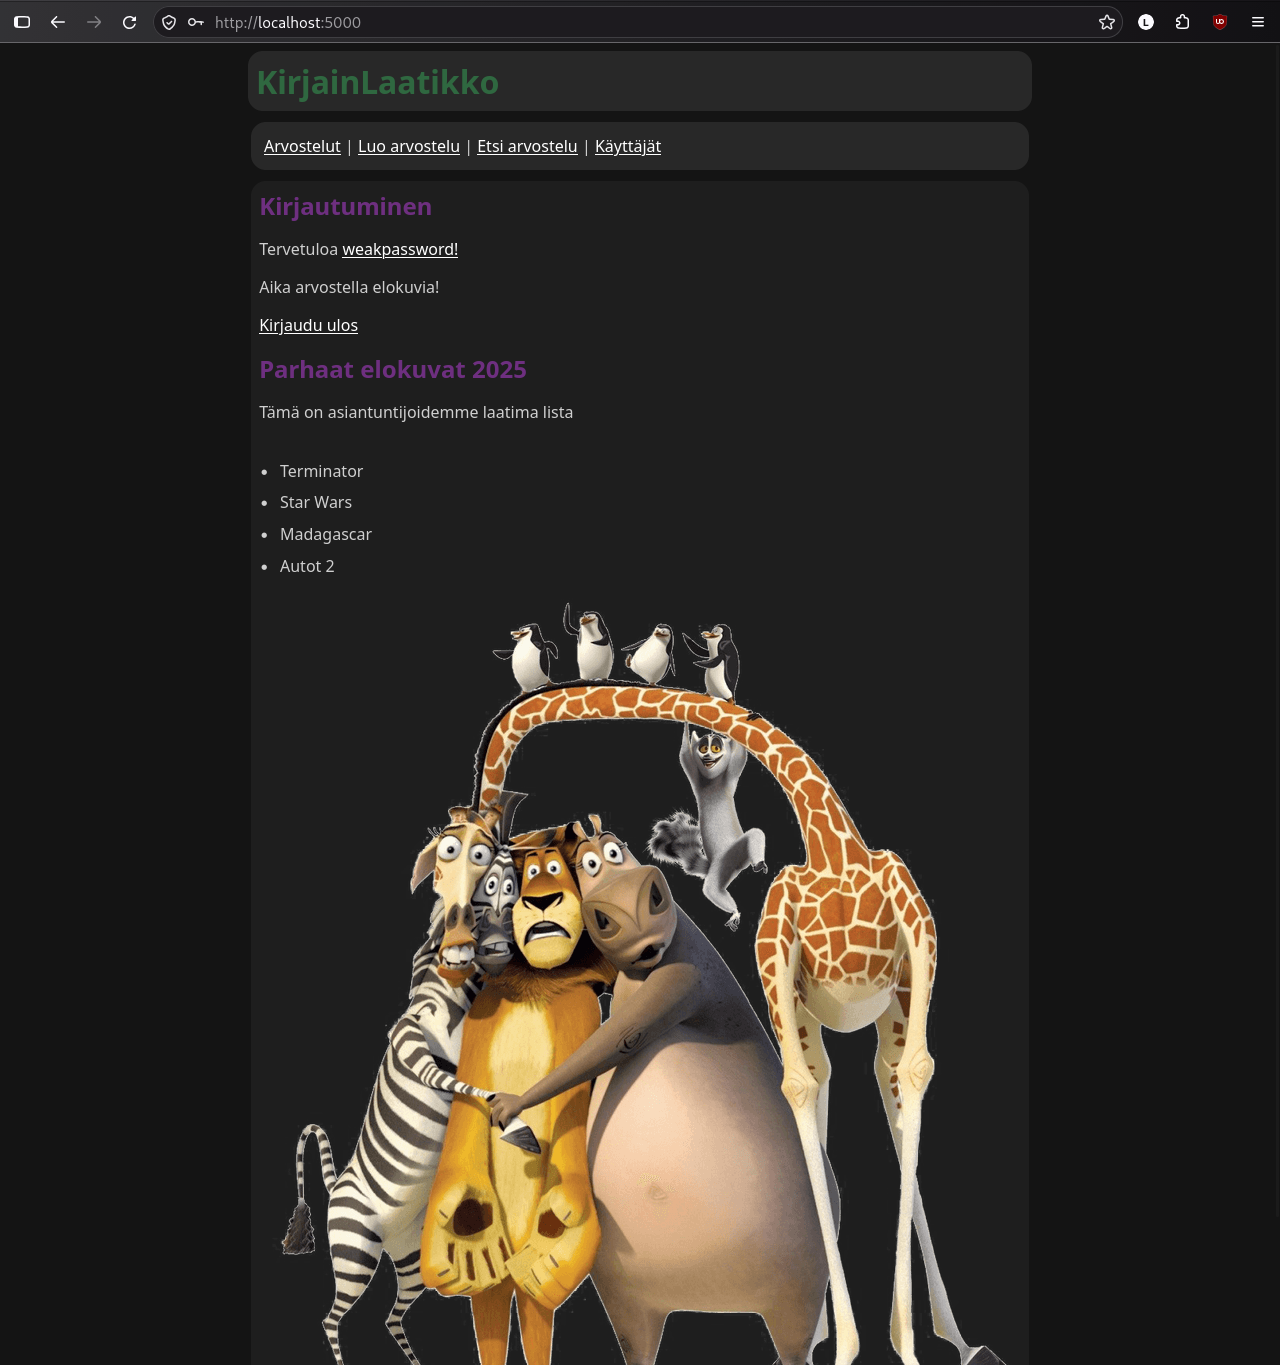 http://localhost:5000
L
KirjainLaatikko
Arvostelut | Luo arvostelu | Etsi arvostelu | Käyttäjät
Kirjautuminen
Tervetuloa weakpassword!
Aika arvostella elokuvia!
Kirjaudu ulos
Parhaat elokuvat 2025
Tämä on asiantuntijoidemme laatima lista
• Terminator
• Star Wars
• Madagascar
• Autot 2